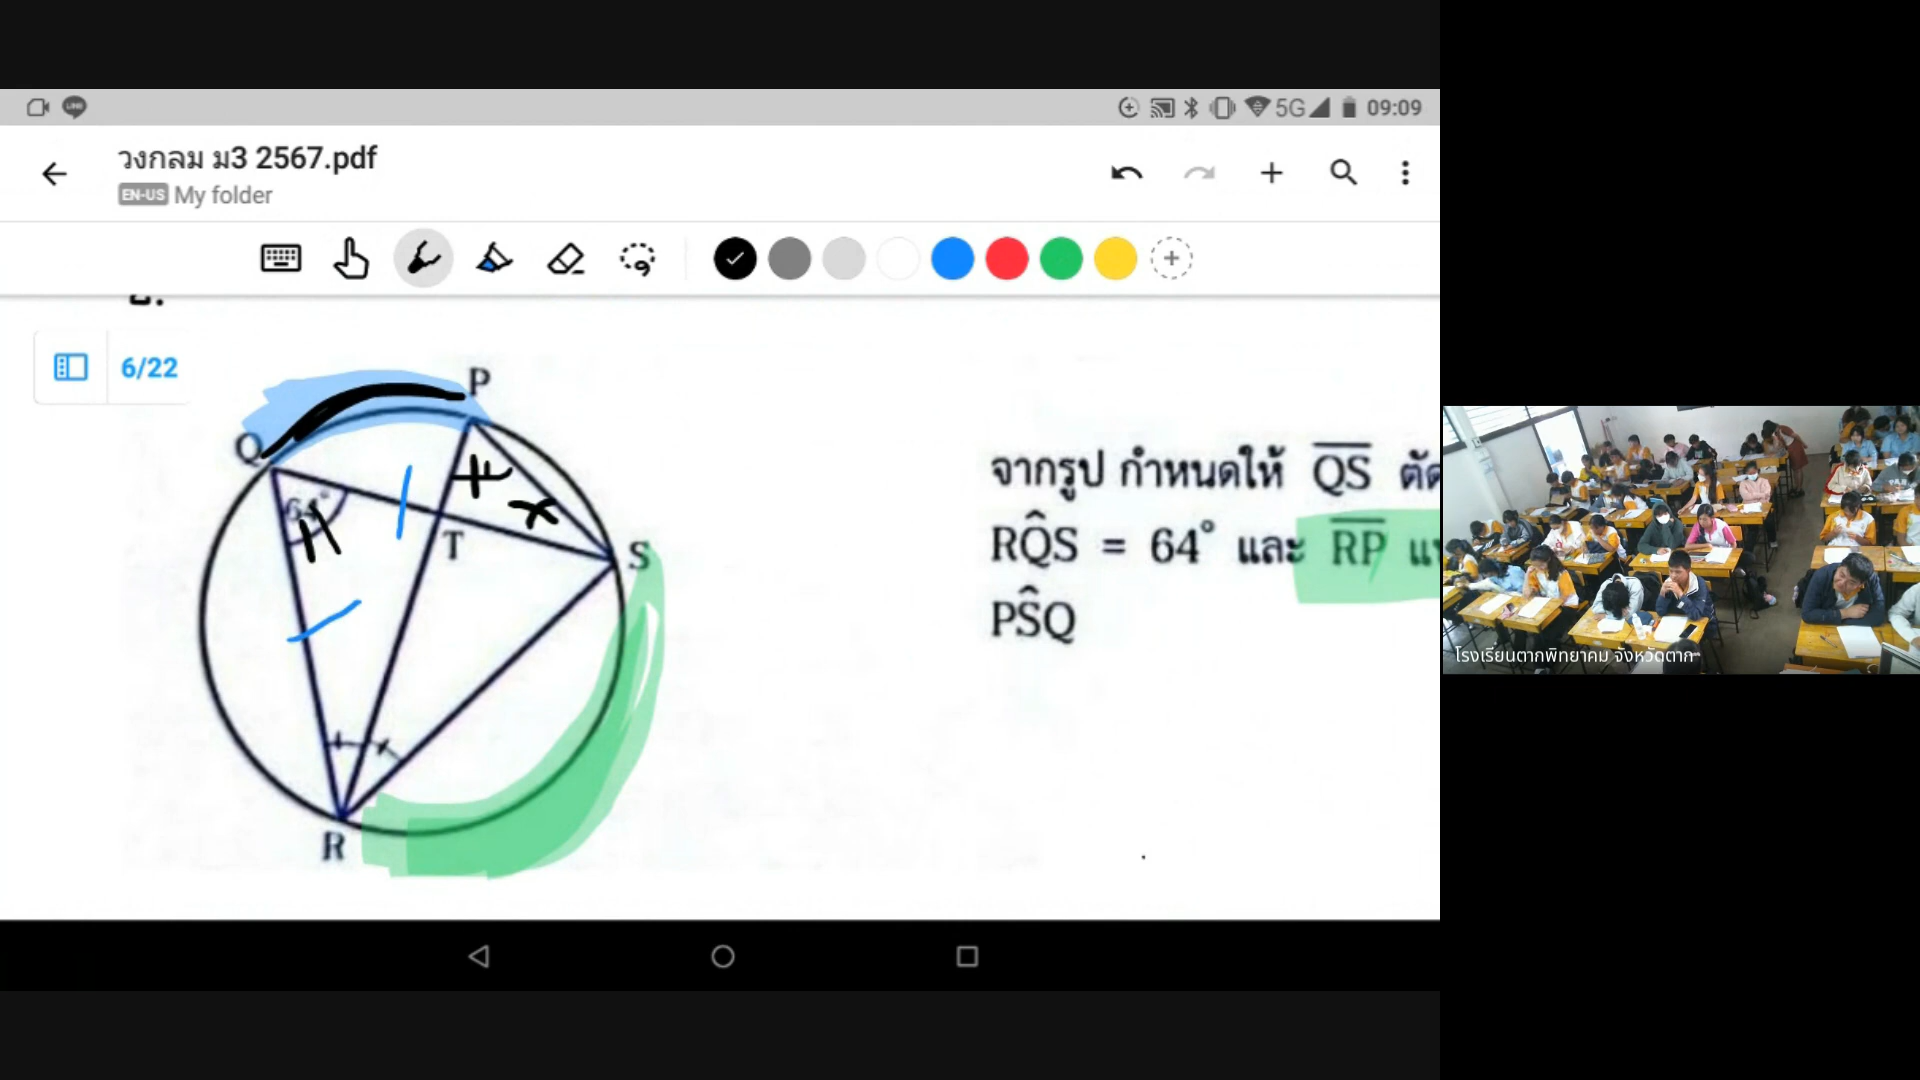 LINE
5G 09:09
วงกลม ม3 2567.pdf
EN-US My folder
6/22
P
Q
64°
T
S
R
x
จากรูป กำหนดให้ QS
RQ̂S = 64° และ RP
PŜQ
โรงเรียนตากพิทยาคม จังหวัดตาก